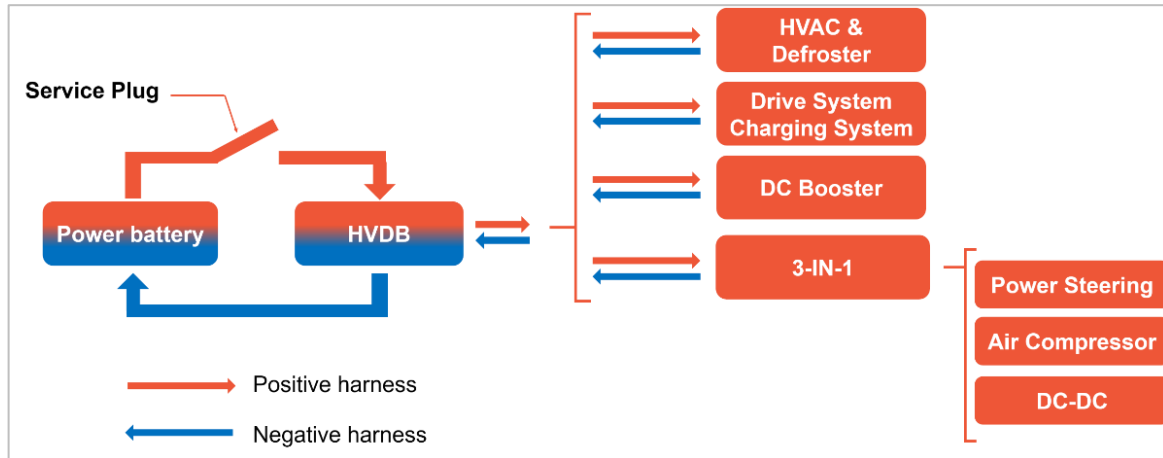 Service Plug
Power battery
HVDB
HVAC &
Defroster
Drive System
Charging System
DC Booster
3-IN-1
Power Steering
Air Compressor
DC-DC
Positive harness
Negative harness